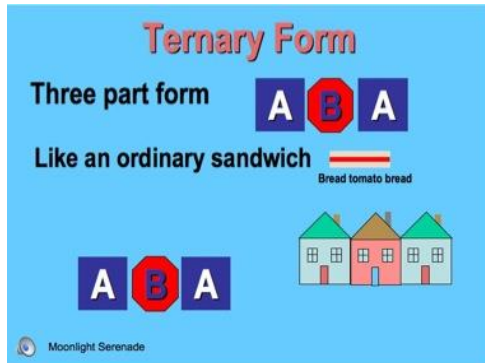 Ternary Form
Three part form
A B A
Like an ordinary sandwich
Bread tomato bread
A B A
Moonlight Serenade